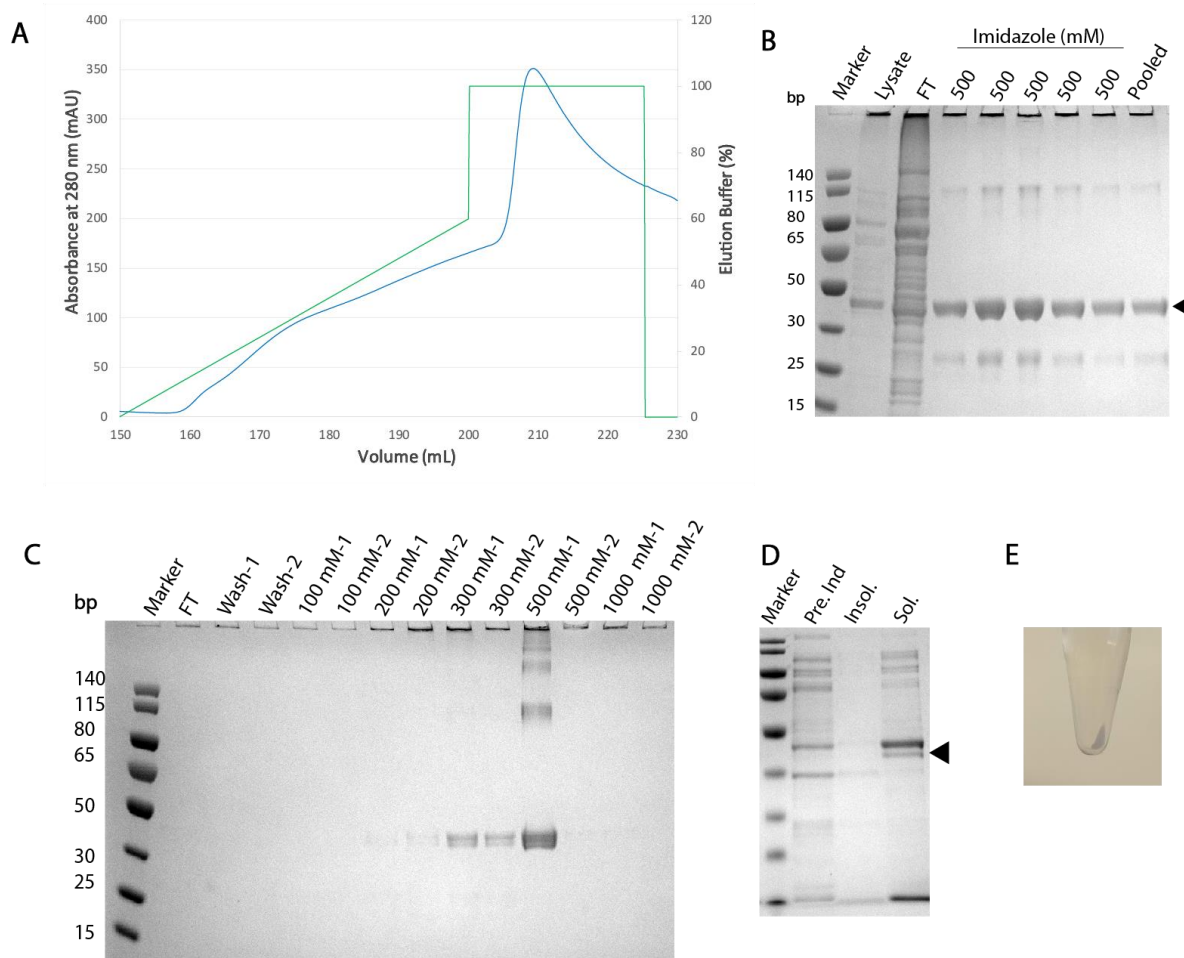 A
400
350
300
250
200
150
100
50
0
Absorbance at 280 nm (mAU)
120
100
80
60
40
20
0
Elution Buffer (%)
150 160 170 180 190 200 210 220 230
Volume (mL)
B
Imidazole (mM)
bp Marker Lysate FT 500 500 500 500 500 Pooled
140
115
80
65
50
30
25
15
C
bp Marker FT Wash-1 Wash-2 100 mM-1 100 mM-2 200 mM-1 200 mM-2 300 mM-1 300 mM-2 500 mM-1 500 mM-2 1000 mM-1 1000 mM-2
140
115
80
65
50
30
25
15
D
Marker Pre. Ind Insol. Sol.
E